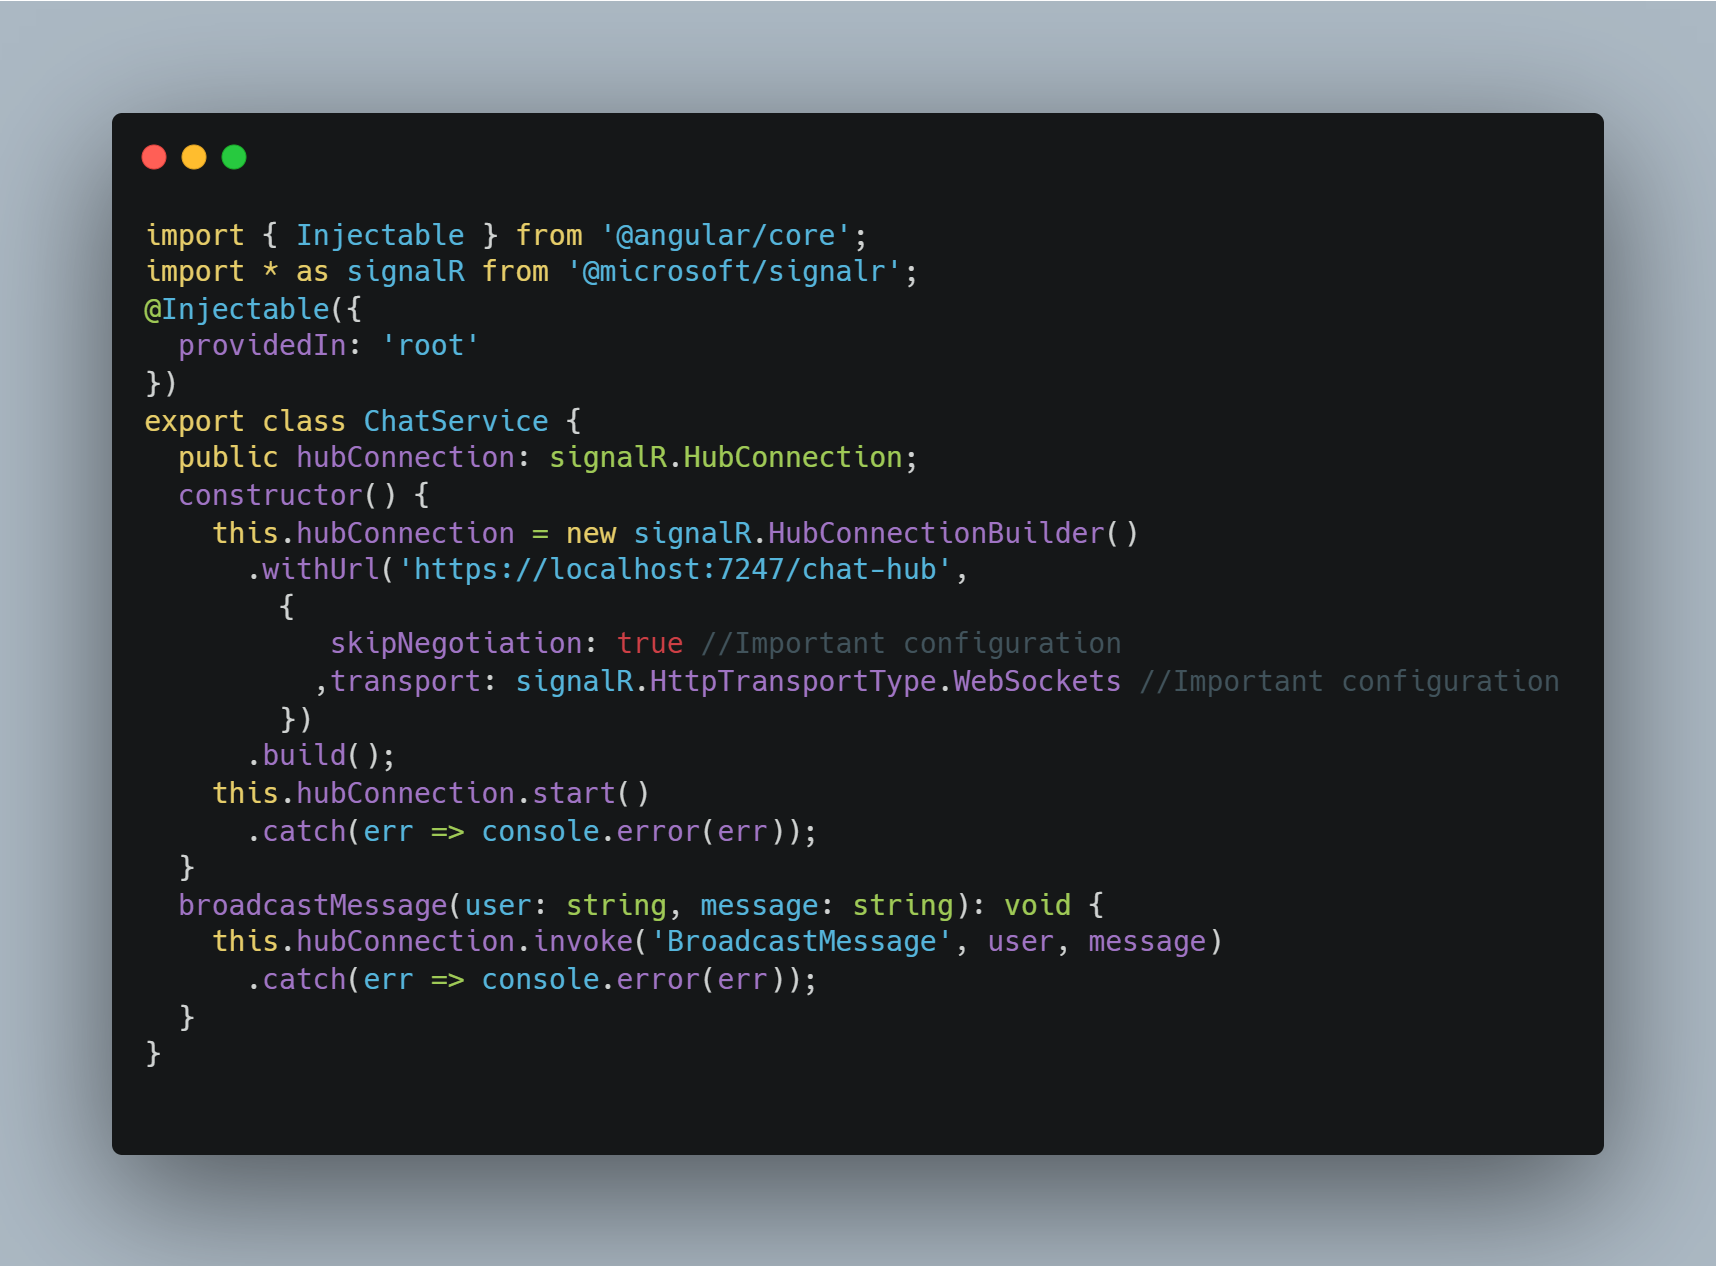 import { Injectable } from '@angular/core';
import * as signalR from '@microsoft/signalr';
@Injectable({
  providedIn: 'root'
})
export class ChatService {
  public hubConnection: signalR.HubConnection;
  constructor() {
    this.hubConnection = new signalR.HubConnectionBuilder()
      .withUrl('https://localhost:7247/chat-hub',
        {
           skipNegotiation: true //Important configuration
          ,transport: signalR.HttpTransportType.WebSockets //Important configuration
        })
      .build();
    this.hubConnection.start()
      .catch(err => console.error(err));
  }
  broadcastMessage(user: string, message: string): void {
    this.hubConnection.invoke('BroadcastMessage', user, message)
      .catch(err => console.error(err));
  }
}